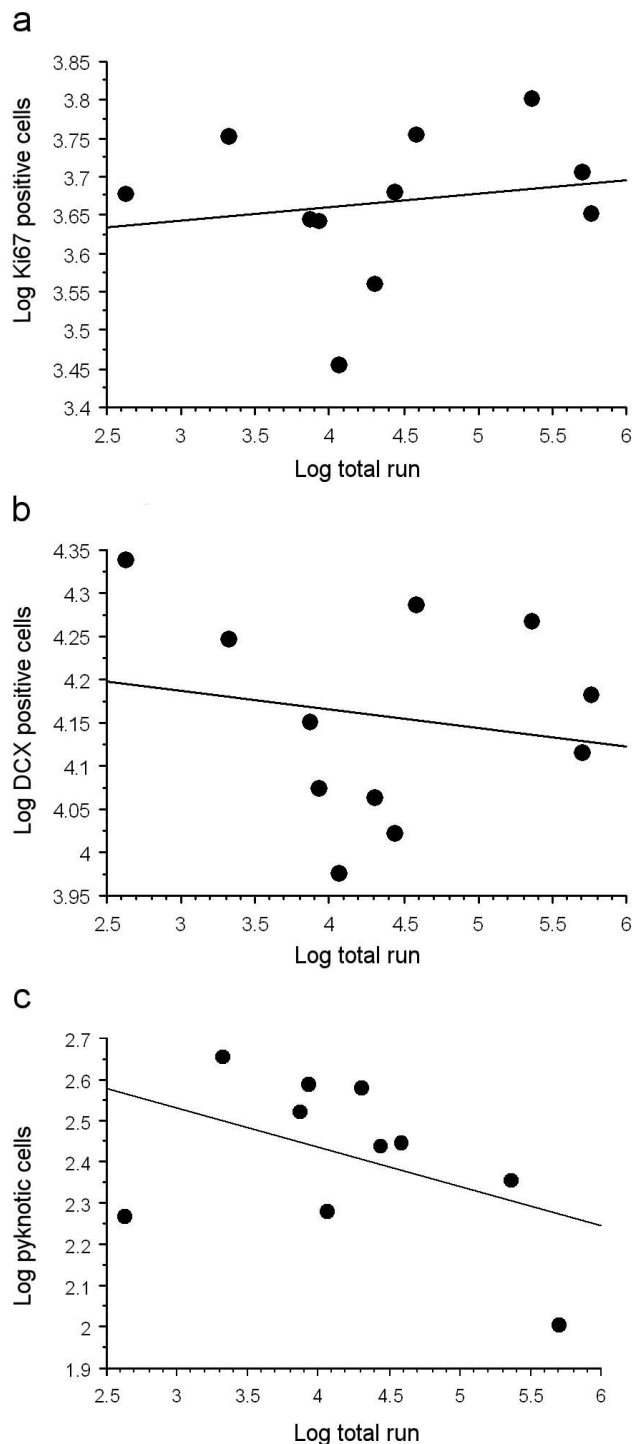 a
3.85
3.8
3.75
3.7
3.65
3.6
3.55
3.5
3.45
3.4
Log Ki67 positive cells
2.5 3 3.5 4 4.5 5 5.5 6
Log total run
b
4.35
4.3
4.25
4.2
4.15
4.1
4.05
4
3.95
Log DCX positive cells
2.5 3 3.5 4 4.5 5 5.5 6
Log total run
c
2.7
2.6
2.5
2.4
2.3
2.2
2.1
2
1.9
Log pyknotic cells
2.5 3 3.5 4 4.5 5 5.5 6
Log total run